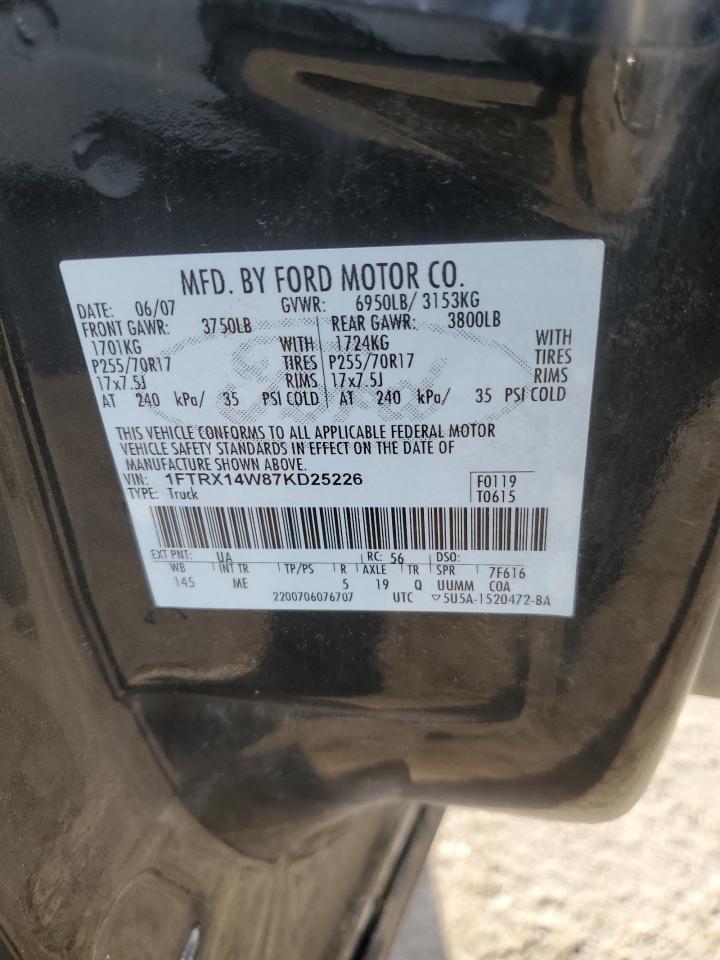 MFD. BY FORD MOTOR CO.
DATE: 06/07 GVWR: 6950LB/ 3153KG
FRONT GAWR: 3750LB REAR GAWR: 3800LB
1701KG WITH 1724KG WITH
P255/70R17 TIRES P255/70R17 TIRES
17x7.5J RIMS 17x7.5J RIMS
AT 240 kPa/ 35 PSI COLD AT 240 kPa/ 35 PSI COLD
THIS VEHICLE CONFORMS TO ALL APPLICABLE FEDERAL MOTOR
VEHICLE SAFETY STANDARDS IN EFFECT ON THE DATE OF
MANUFACTURE SHOWN ABOVE.
VIN: 1FTRX14W87KD25226 F0119
TYPE: Truck T0615
EXT PNT: UA RC: 56 DSO:
WB INT TR TP/PS R AXLE TR SPR 7F616
145 ME 5 19 Q UUMM COA
2200706076707 UTC ▽5U5A-1520472-BA
Ford